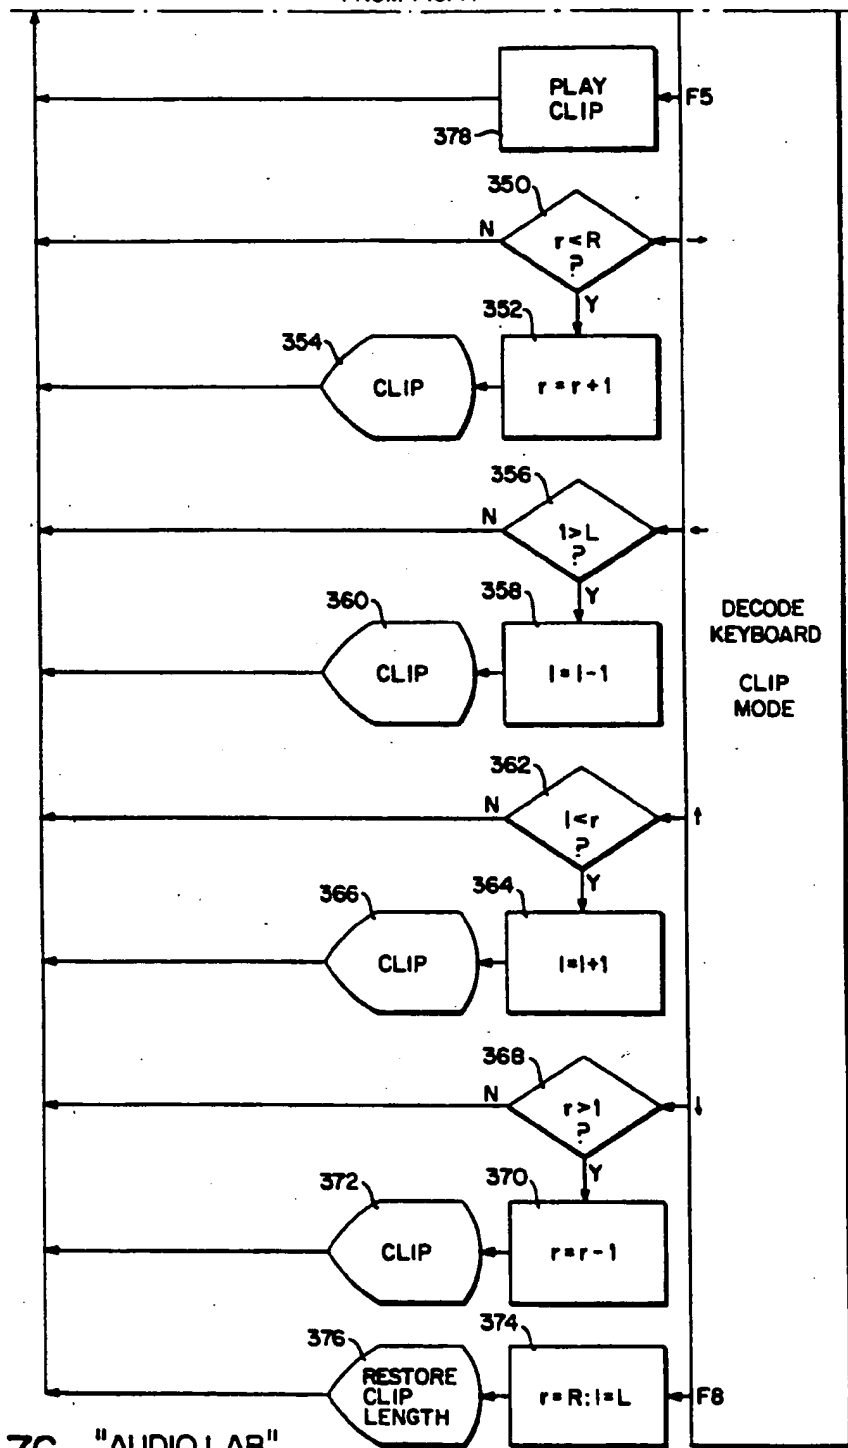 PLAY
CLIP
F5
378
350
N
r<R
?
→
Y
352
354
CLIP
r=r+1
356
N
l>L
?
←
Y
358
360
CLIP
l=l-1
DECODE
KEYBOARD
CLIP
MODE
362
N
l<r
?
↑
Y
364
366
CLIP
l=l+1
368
N
r>l
?
↓
Y
370
372
CLIP
r=r-1
374
376
RESTORE
CLIP
LENGTH
r=R:l=L
F8
"AUDIO LAB"